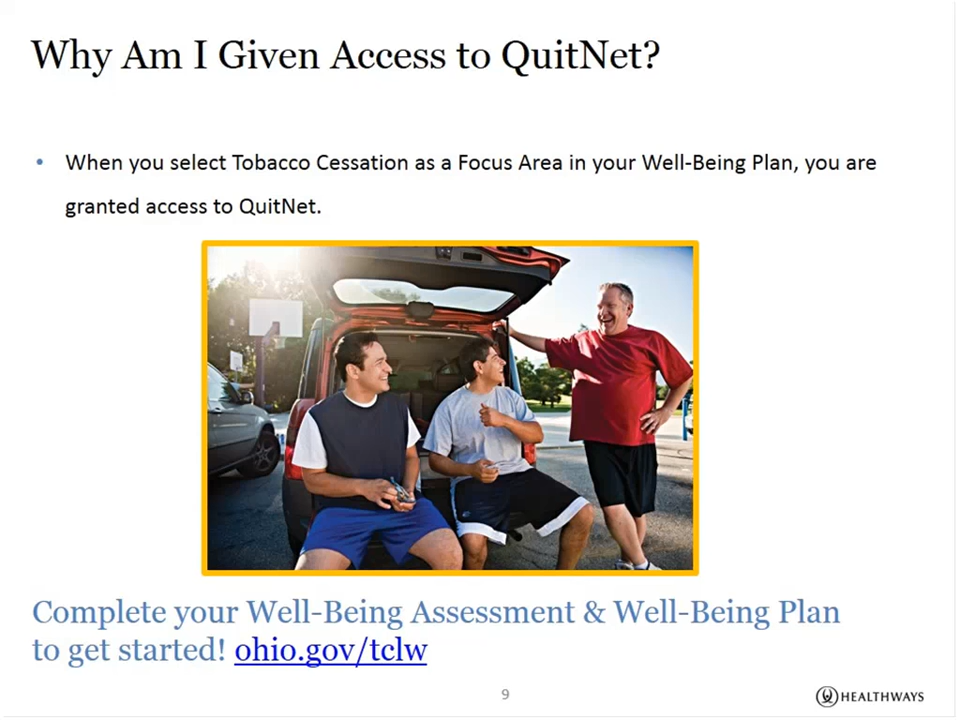 Why Am I Given Access to QuitNet?
• When you select Tobacco Cessation as a Focus Area in your Well-Being Plan, you are
granted access to QuitNet.
Complete your Well-Being Assessment & Well-Being Plan
to get started! ohio.gov/tclw
9
HEALTHWAYS